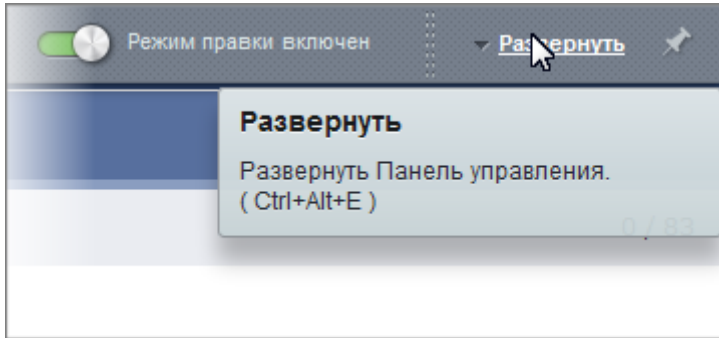 Режим правки включен
Развернуть
Развернуть
Развернуть Панель управления.
( Ctrl+Alt+E )
0 / 83